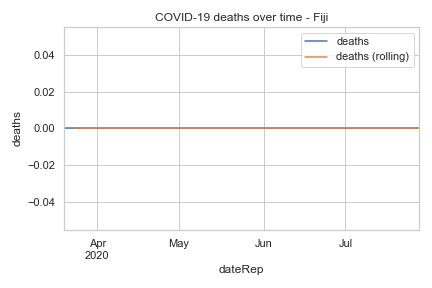 COVID-19 deaths over time - Fiji
deaths
deaths (rolling)
0.04
0.02
0.00
−0.02
−0.04
deaths
Apr
2020
May
Jun
Jul
dateRep